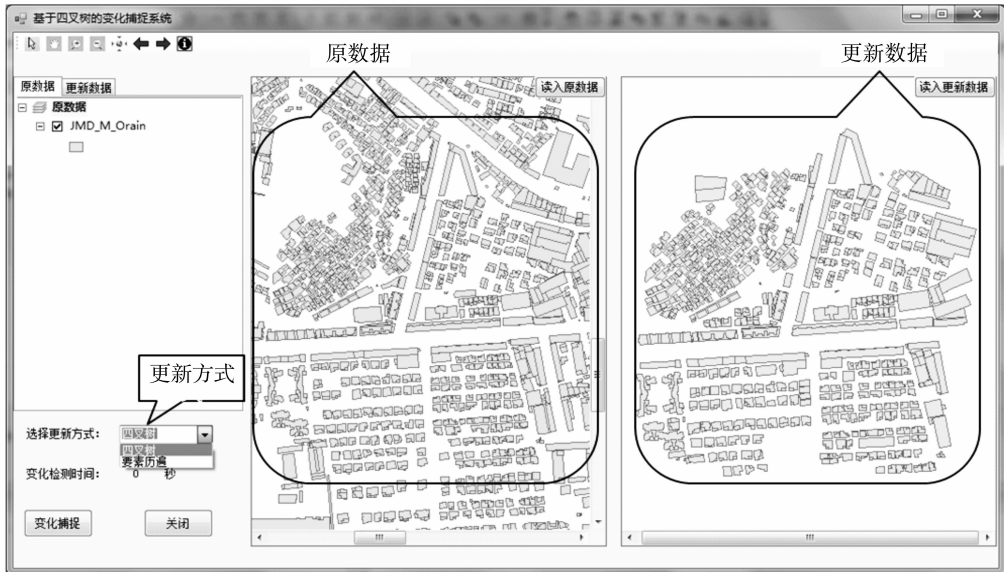 基于四叉树的变化捕捉系统
原数据
更新数据
原数据 更新数据
读入原数据
读入更新数据
原数据
JMD_M_Orain
更新方式
选择更新方式： 四叉树
四叉树
要素历遍
变化检测时间： 0 秒
变化捕捉 关闭